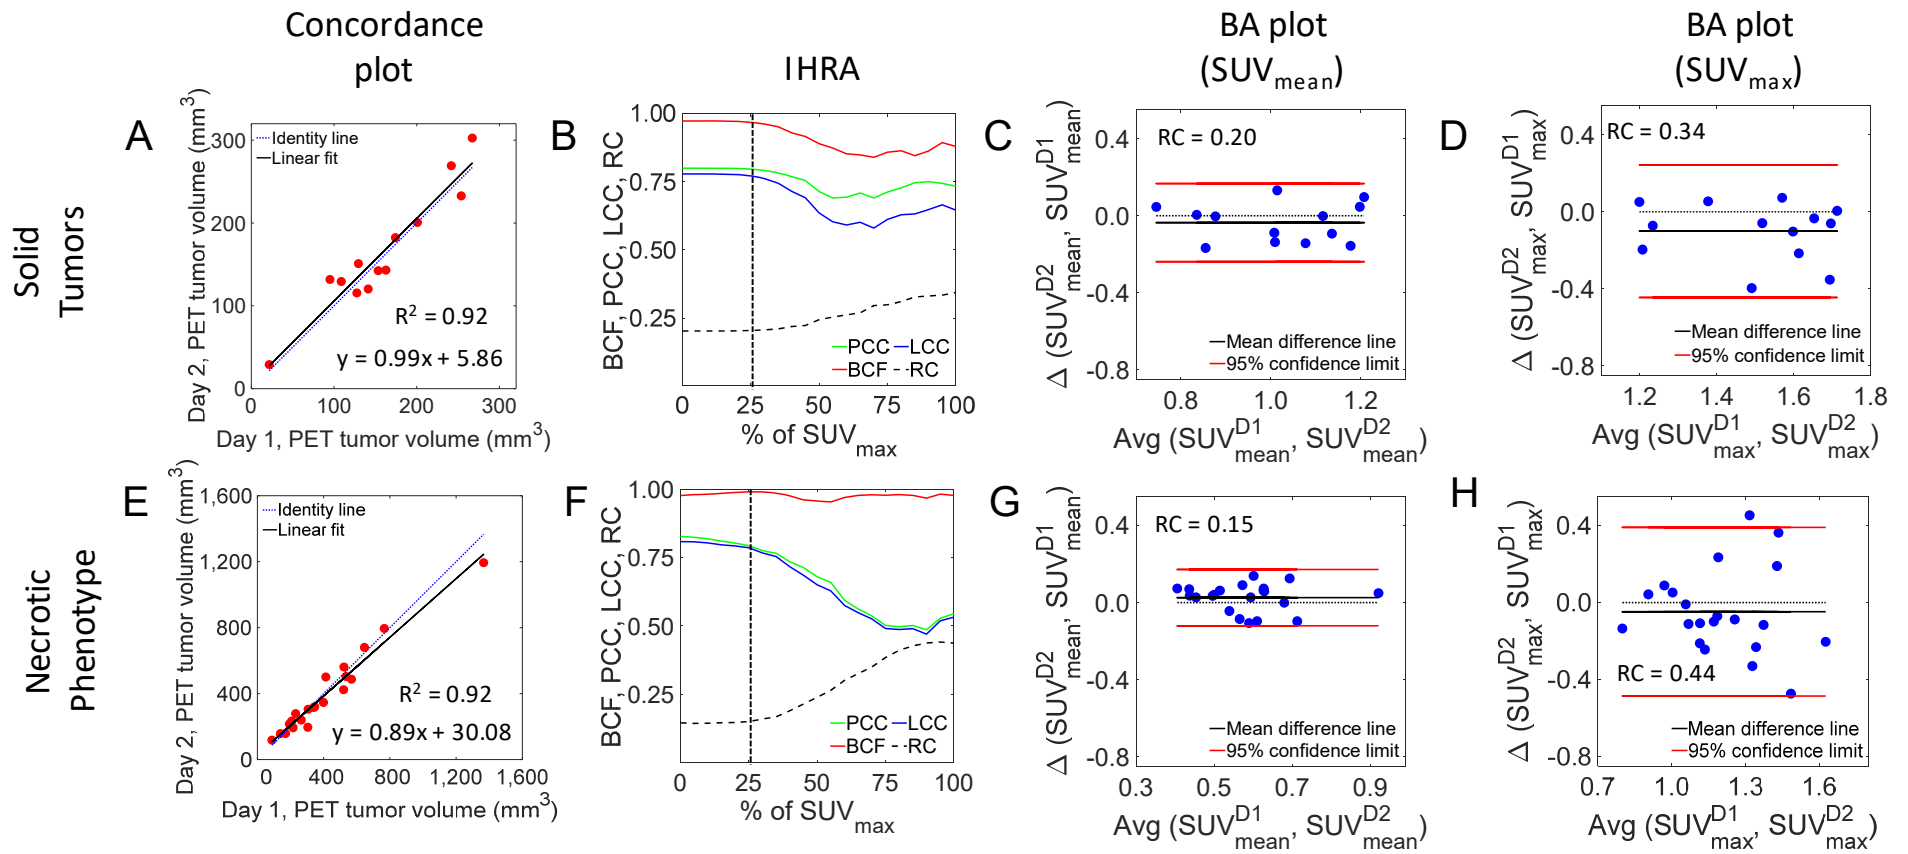 Concordance
plot
IHRA
BA plot
(SUVmean)
BA plot
(SUVmax)
Solid
Tumors
A
Day 2, PET tumor volume (mm3)
300
200
100
0
Identity line
Linear fit
R2 = 0.92
y = 0.99x + 5.86
0 100 200 300
Day 1, PET tumor volume (mm3)
B
BCF, PCC, LCC, RC
1.00
0.75
0.50
0.25
PCC LCC
BCF RC
0 25 50 75 100
% of SUVmax
C
Δ (SUVD2mean, SUVD1mean)
0.4
0.0
-0.4
-0.8
RC = 0.20
Mean difference line
95% confidence limit
0.8 1.0 1.2
Avg (SUVD1mean, SUVD2mean)
D
Δ (SUVD2max, SUVD1max)
0.4
0.0
-0.4
-0.8
RC = 0.34
Mean difference line
95% confidence limit
1.2 1.4 1.6 1.8
Avg (SUVD1max, SUVD2max)
Necrotic
Phenotype
E
Day 2, PET tumor volume (mm3)
1,600
1,200
800
400
0
Identity line
Linear fit
R2 = 0.92
y = 0.89x + 30.08
0 400 800 1,200 1,600
Day 1, PET tumor volume (mm3)
F
BCF, PCC, LCC, RC
1.00
0.75
0.50
0.25
PCC LCC
BCF RC
0 25 50 75 100
% of SUVmax
G
Δ (SUVD2mean, SUVD1mean)
0.4
0.0
-0.4
-0.8
RC = 0.15
Mean difference line
95% confidence limit
0.3 0.5 0.7 0.9
Avg (SUVD1mean, SUVD2mean)
H
Δ (SUVD2max, SUVD1max)
0.4
0.0
-0.4
-0.8
RC = 0.44
Mean difference line
95% confidence limit
0.7 1.0 1.3 1.6
Avg (SUVD1max, SUVD2max)